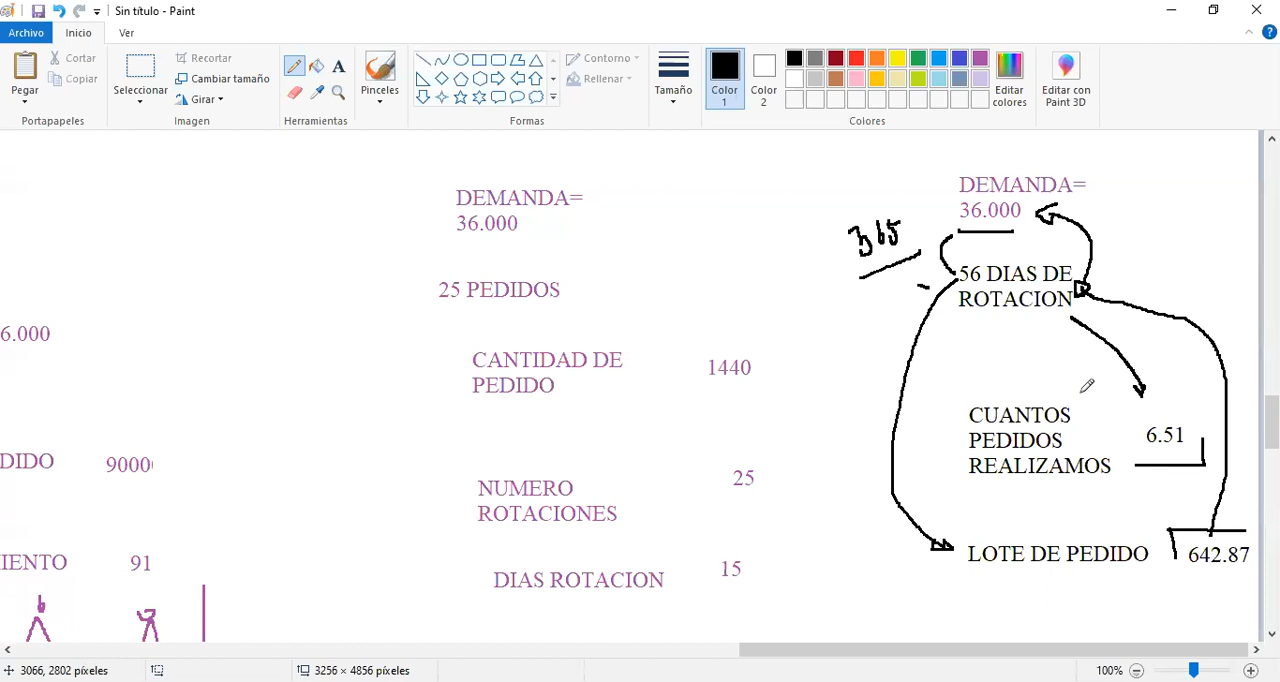 Sin título - Paint
Archivo
Inicio
Ver
Pegar
Cortar
Copiar
Portapapeles
Seleccionar
Recortar
Cambiar tamaño
Girar
Imagen
A
Herramientas
Pinceles
Contorno
Rellenar
Formas
Tamaño
Color
1
Color
2
Editar
colores
Editar con
Paint 3D
Colores
6.000
DIDO 90000
IENTO 91
DEMANDA=
36.000
25 PEDIDOS
CANTIDAD DE
PEDIDO
1440
NUMERO
ROTACIONES
25
DIAS ROTACION 15
DEMANDA=
36.000
365
56 DIAS DE
ROTACION
CUANTOS
PEDIDOS
REALIZAMOS
6.51
LOTE DE PEDIDO 642.87
3066, 2802 píxeles
3256 × 4856 píxeles
100%